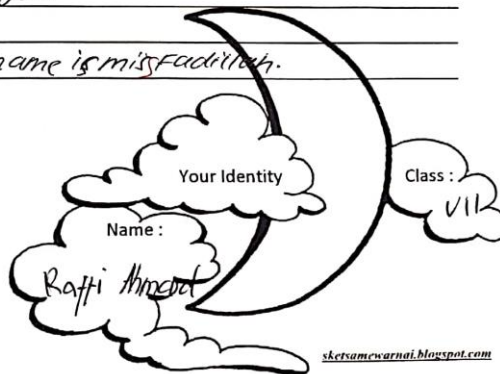 name is miss Fadillah.
Your Identity
Class :
VII
Name :
Raffi Ahmad
sketsamewarnai.blogspot.com